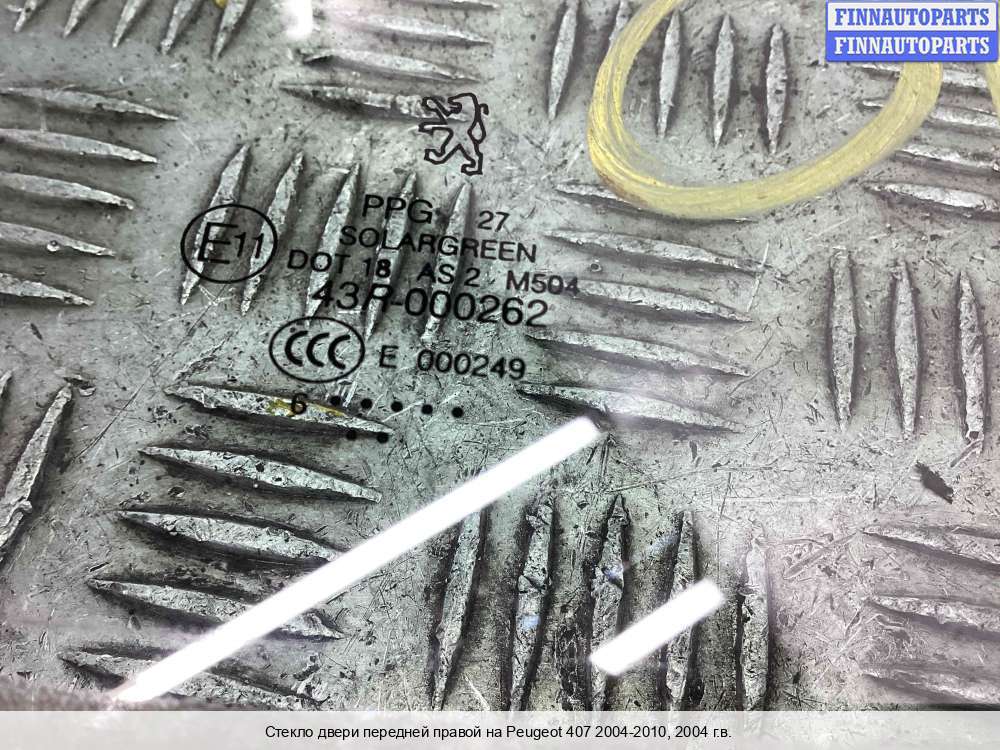 FINNAUTOPARTS
FINNAUTOPARTS
PPG 27
SOLARGREEN
E11
DOT 18 AS 2 M504
43R-000262
CCC E 000249
6 • • • • •
• •
Стекло двери передней правой на Peugeot 407 2004-2010, 2004 г.в.